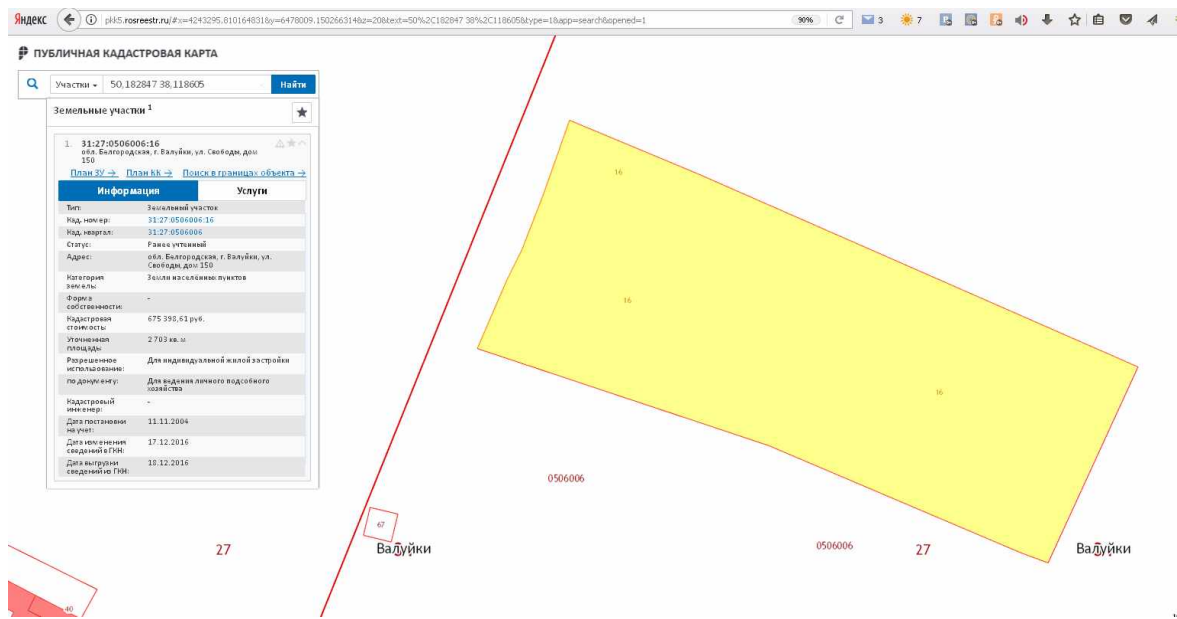 Яндекс
pkk5.rosreestr.ru/#x=4243295.810164831&y=6478009.150266314&z=20&text=50%2C182847 38%2C118605&type=1&app=search&opened=1
90%
3
7
ПУБЛИЧНАЯ КАДАСТРОВАЯ КАРТА
Участки
50,182847 38,118605
Найти
Земельные участки 1
1. 31:27:0506006:16
обл. Белгородская, г. Валуйки, ул. Свободы, дом
150
План ЗУ → План КК → Поиск в границах объекта →
Информация Услуги
Тип: Земельный участок
Кад. номер: 31:27:0506006:16
Кад. квартал: 31:27:0506006
Статус: Ранее учтенный
Адрес: обл. Белгородская, г. Валуйки, ул.
Свободы, дом 150
Категория Земли населённых пунктов
земель:
Форма -
собственности:
Кадастровая 675 398,61 руб.
стоимость:
Уточненная 2 703 кв. м
площадь:
Разрешенное Для индивидуальной жилой застройки
использование:
по документу: Для ведения личного подсобного
хозяйства
Кадастровый -
инженер:
Дата постановки 11.11.2004
на учет:
Дата изменения 17.12.2016
сведений в ГКН:
Дата выгрузки 18.12.2016
сведений из ГКН:
16
16
16
0506006
67
27
Валуйки
0506006
27
Валуйки
40